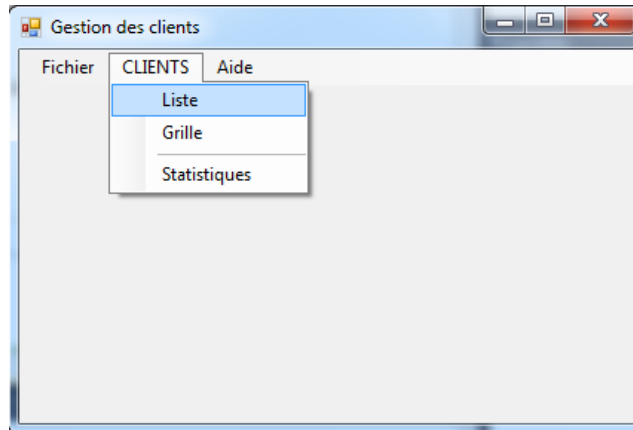 Gestion des clients
Fichier CLIENTS Aide
Liste
Grille
Statistiques